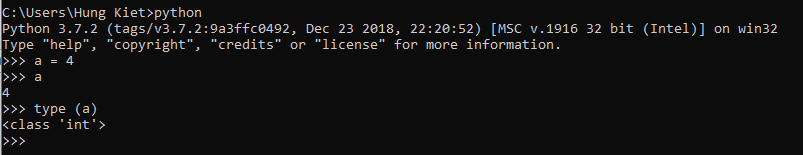 C:\Users\Hung Kiet>python
Python 3.7.2 (tags/v3.7.2:9a3ffc0492, Dec 23 2018, 22:20:52) [MSC v.1916 32 bit (Intel)] on win32
Type "help", "copyright", "credits" or "license" for more information.
>>> a = 4
>>> a
4
>>> type (a)
<class 'int'>
>>>